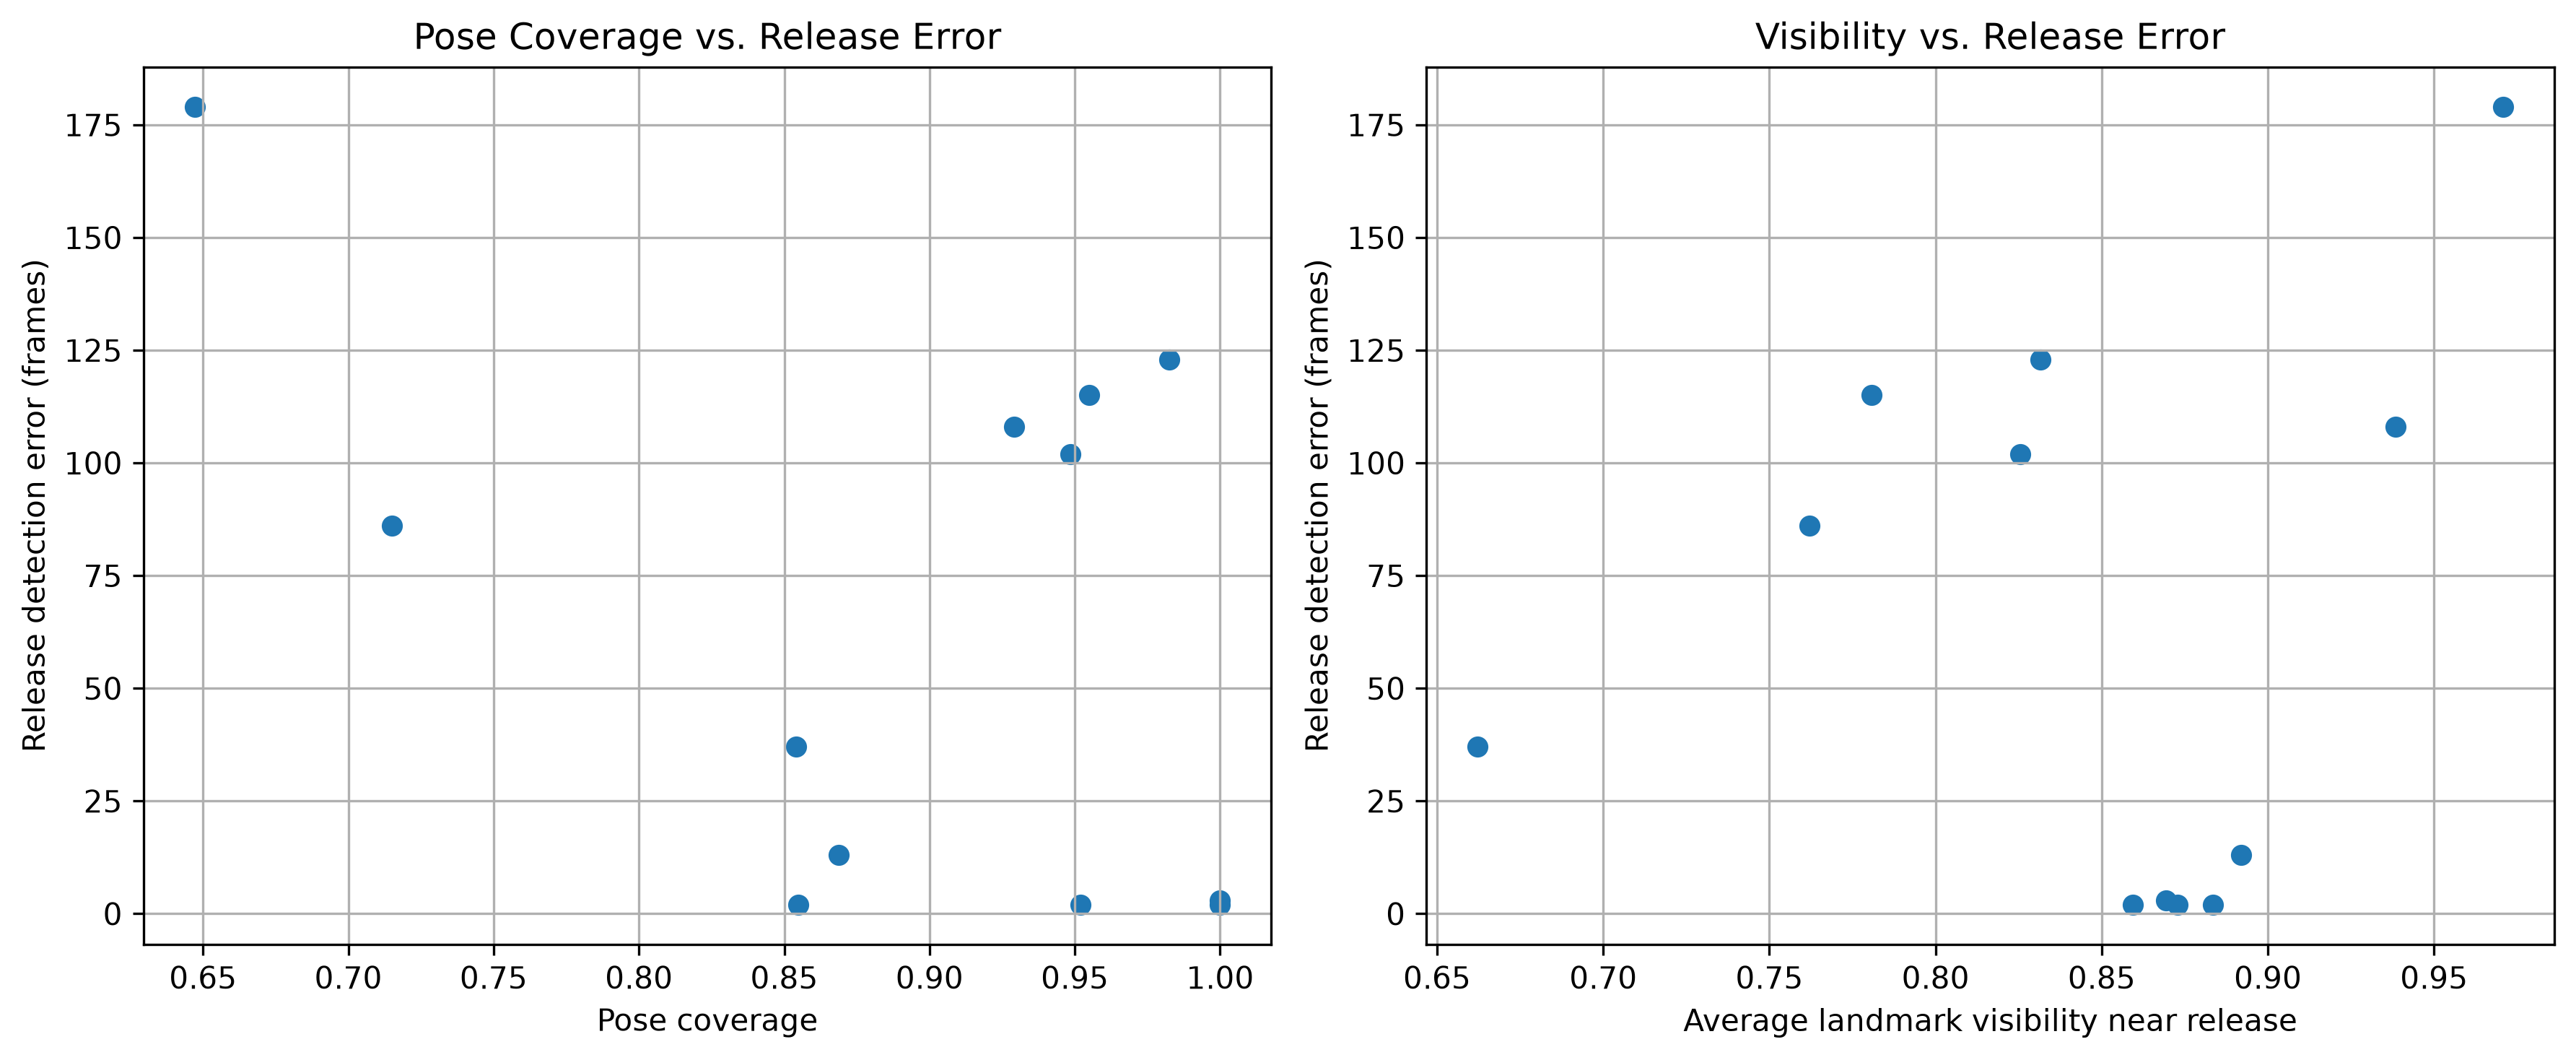 Pose Coverage vs. Release Error
Release detection error (frames)
175
150
125
100
75
50
25
0
0.65 0.70 0.75 0.80 0.85 0.90 0.95 1.00
Pose coverage
Visibility vs. Release Error
Release detection error (frames)
175
150
125
100
75
50
25
0
0.65 0.70 0.75 0.80 0.85 0.90 0.95
Average landmark visibility near release